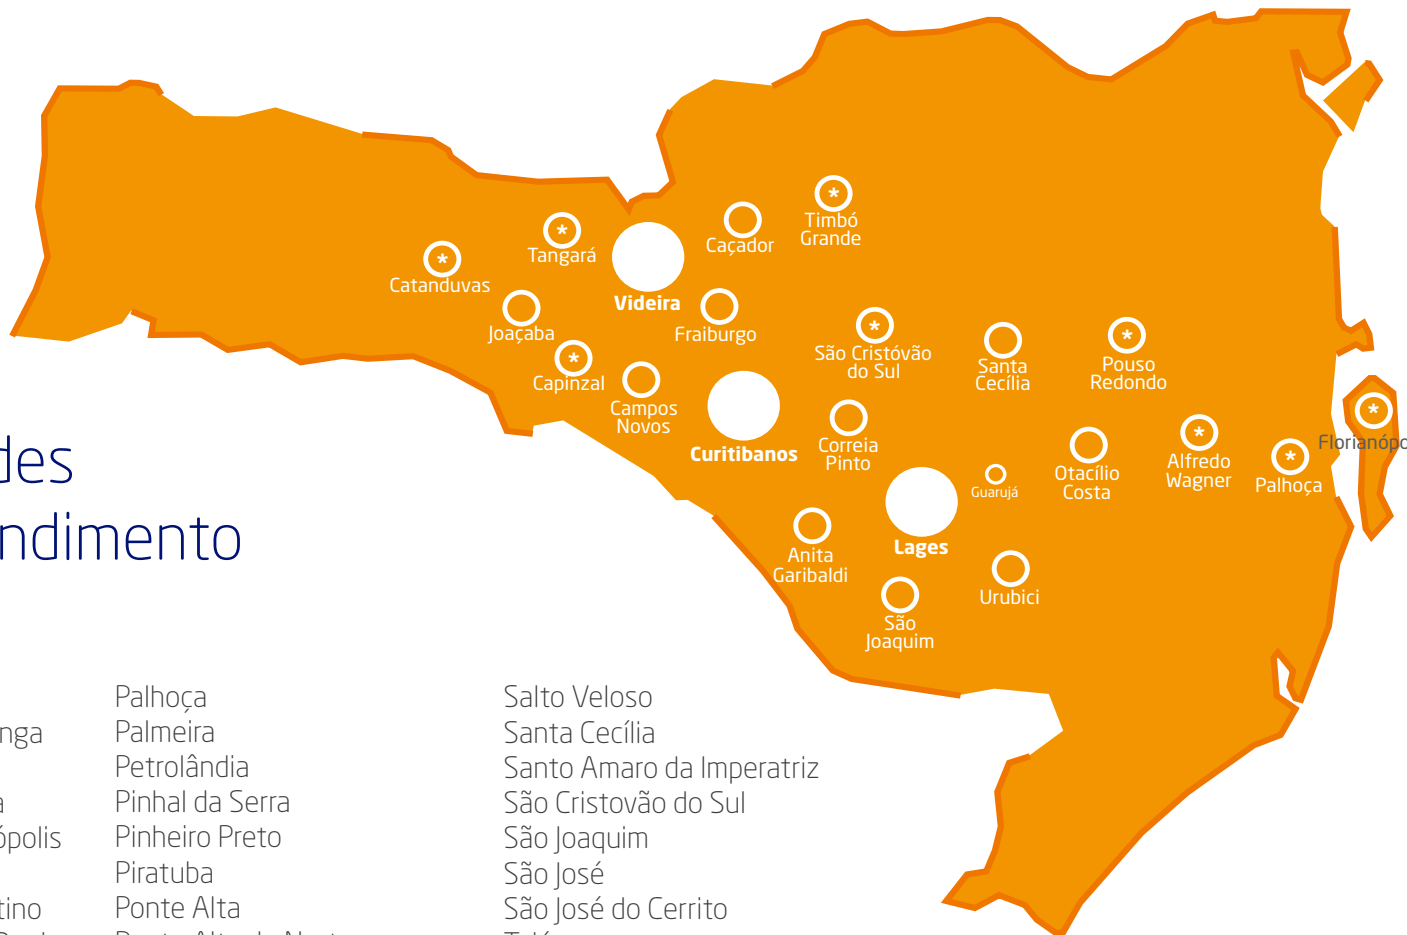 *
Timbó
Grande
Caçador
*
Tangará
*
Catanduvas
Videira
Joaçaba
Fraiburgo
*
São Cristóvão
do Sul
Santa
Cecília
*
Pouso
Redondo
*
Capinzal
Campos
Novos
Curitibanos
Correia
Pinto
Guarujá
Otacílio
Costa
*
Alfredo
Wagner
*
Palhoça
*
Florianópo
Lages
Anita
Garibaldi
Urubici
São
Joaquim
des
ndimento
nga
a
ópolis
tino
Palhoça
Palmeira
Petrolândia
Pinhal da Serra
Pinheiro Preto
Piratuba
Ponte Alta
Salto Veloso
Santa Cecília
Santo Amaro da Imperatriz
São Cristovão do Sul
São Joaquim
São José
São José do Cerrito